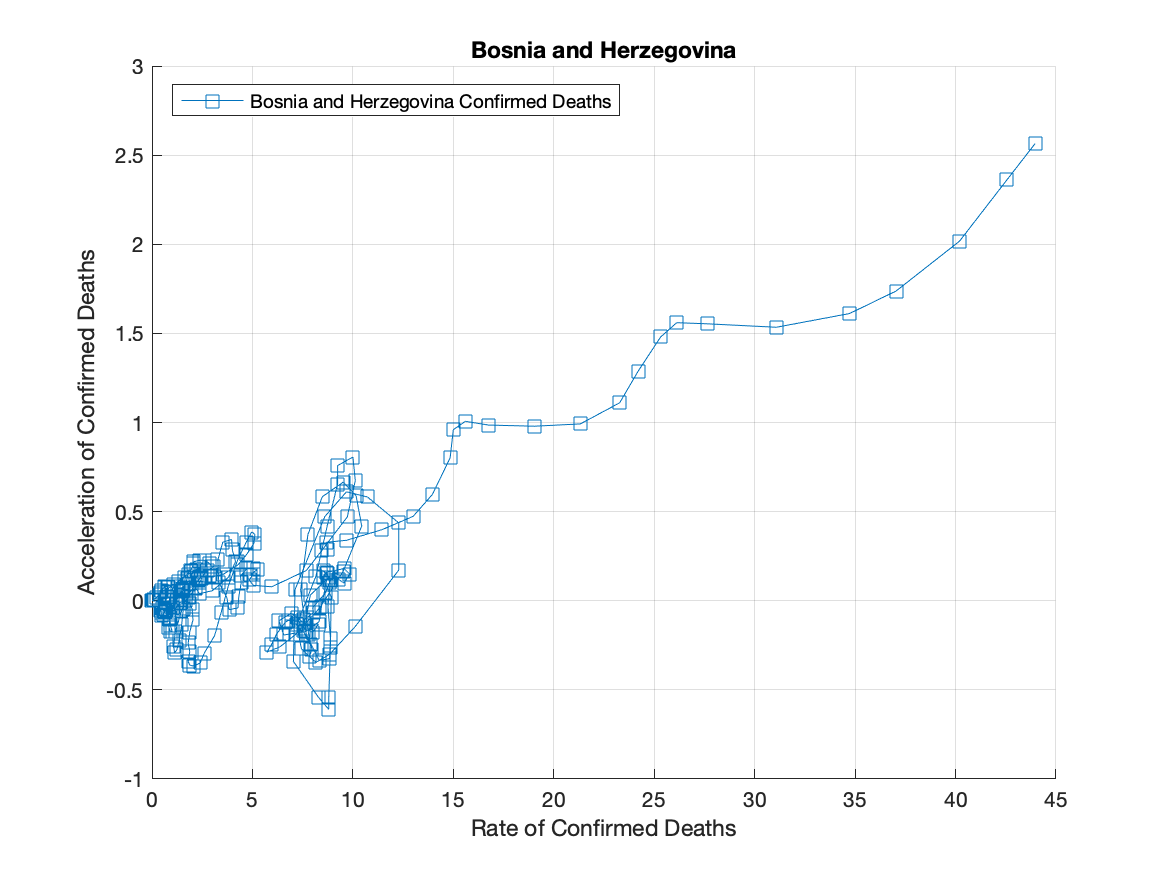 Bosnia and Herzegovina
Bosnia and Herzegovina Confirmed Deaths
3
2.5
2
1.5
1
0.5
0
-0.5
-1
Acceleration of Confirmed Deaths
0 5 10 15 20 25 30 35 40 45
Rate of Confirmed Deaths